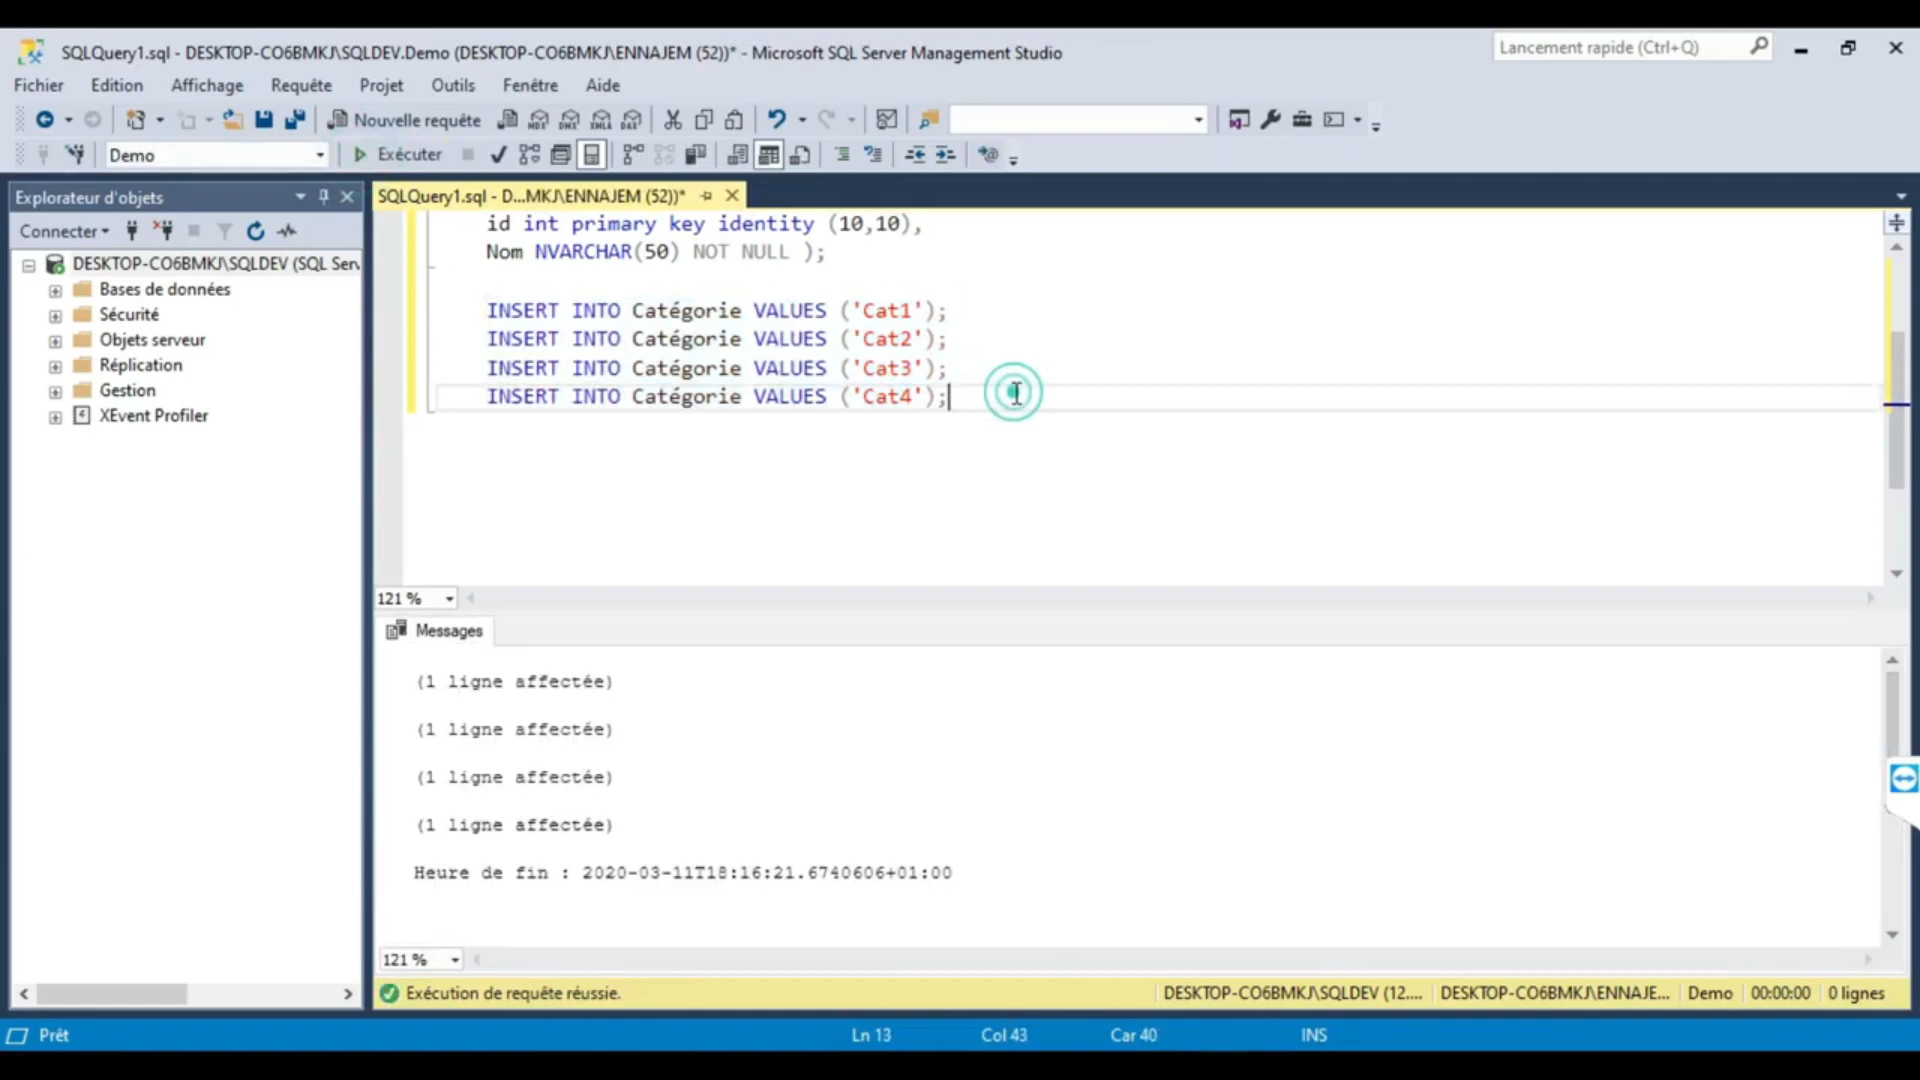 SQLQuery1.sql - DESKTOP-CO6BMKJ\SQLDEV.Demo (DESKTOP-CO6BMKJ\ENNAJEM (52))* - Microsoft SQL Server Management Studio
Lancement rapide (Ctrl+Q)
Fichier Edition Affichage Requête Projet Outils Fenêtre Aide
Nouvelle requête
Demo Exécuter
Explorateur d'objets
SQLQuery1.sql - D...MKJ\ENNAJEM (52))*
Connecter
DESKTOP-CO6BMKJ\SQLDEV (SQL Ser
Bases de données
Sécurité
Objets serveur
Réplication
Gestion
XEvent Profiler
id int primary key identity (10,10),
Nom NVARCHAR(50) NOT NULL );
INSERT INTO Catégorie VALUES ('Cat1');
INSERT INTO Catégorie VALUES ('Cat2');
INSERT INTO Catégorie VALUES ('Cat3');
INSERT INTO Catégorie VALUES ('Cat4');
121 %
Messages
(1 ligne affectée)
(1 ligne affectée)
(1 ligne affectée)
(1 ligne affectée)
Heure de fin : 2020-03-11T18:16:21.6740606+01:00
121 %
Exécution de requête réussie.
DESKTOP-CO6BMKJ\SQLDEV (12.... DESKTOP-CO6BMKJ\ENNAJE... Demo 00:00:00 0 lignes
Prêt Ln 13 Col 43 Car 40 INS